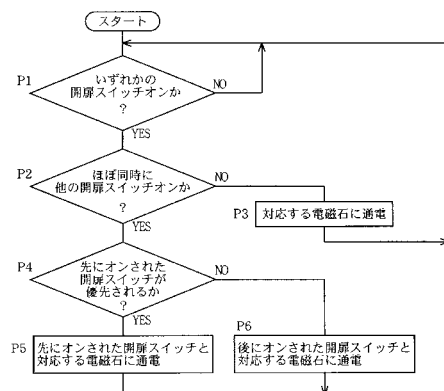 スタート
P1
いずれかの
開扉スイッチオンか
?
NO
YES
P2
ほぼ同時に
他の開扉スイッチオンか
?
NO
YES
P3
対応する電磁石に通電
P4
先にオンされた
開扉スイッチが
優先されるか
?
NO
YES
P5
先にオンされた開扉スイッチと
対応する電磁石に通電
P6
後にオンされた開扉スイッチと
対応する電磁石に通電